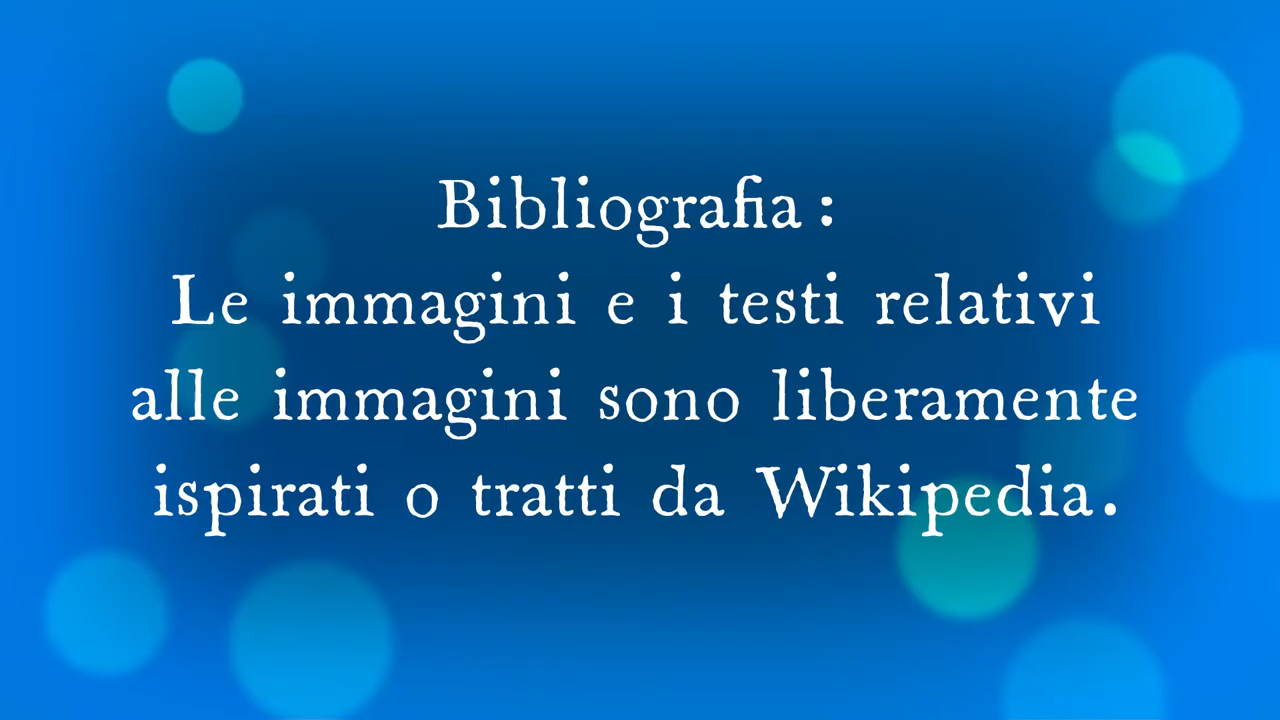 Bibliografia:
Le immagini e i testi relativi
alle immagini sono liberamente
ispirati o tratti da Wikipedia.